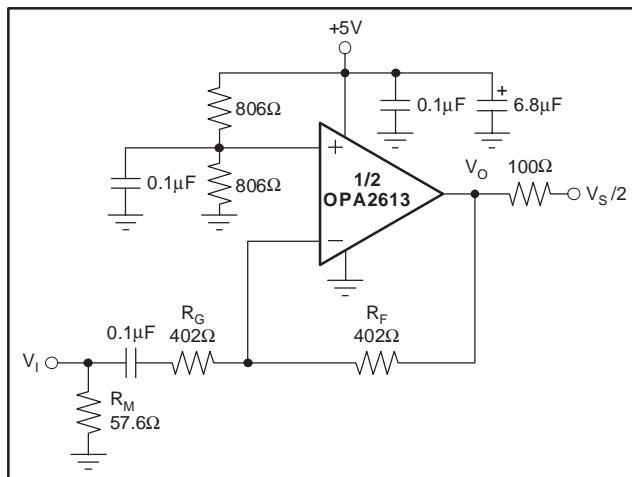 +5V
806Ω
0.1µF
+
6.8µF
+
806Ω
0.1µF
1/2
OPA2613
−
V_O
100Ω
V_S/2
R_G
402Ω
R_F
402Ω
0.1µF
V_I
R_M
57.6Ω